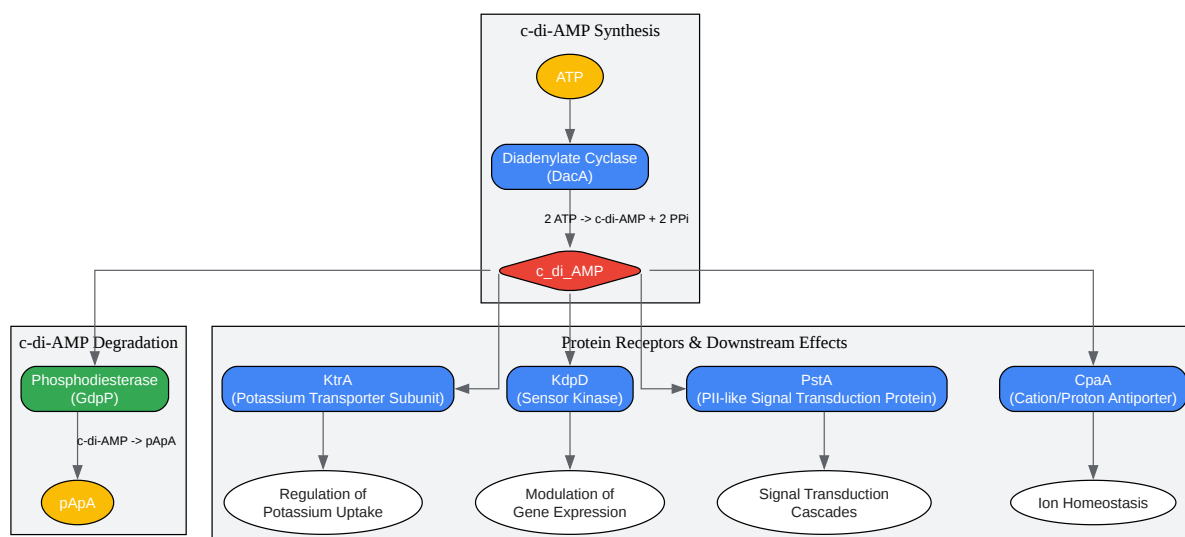 c-di-AMP Synthesis
ATP
Diadenylate Cyclase
(DacA)
2 ATP -> c-di-AMP + 2 PPi
c_di_AMP
c-di-AMP Degradation
Phosphodiesterase
(GdpP)
c-di-AMP -> pApA
pApA
Protein Receptors & Downstream Effects
KtrA
(Potassium Transporter Subunit)
KdpD
(Sensor Kinase)
PstA
(PII-like Signal Transduction Protein)
CpaA
(Cation/Proton Antiporter)
Regulation of
Potassium Uptake
Modulation of
Gene Expression
Signal Transduction
Cascades
Ion Homeostasis